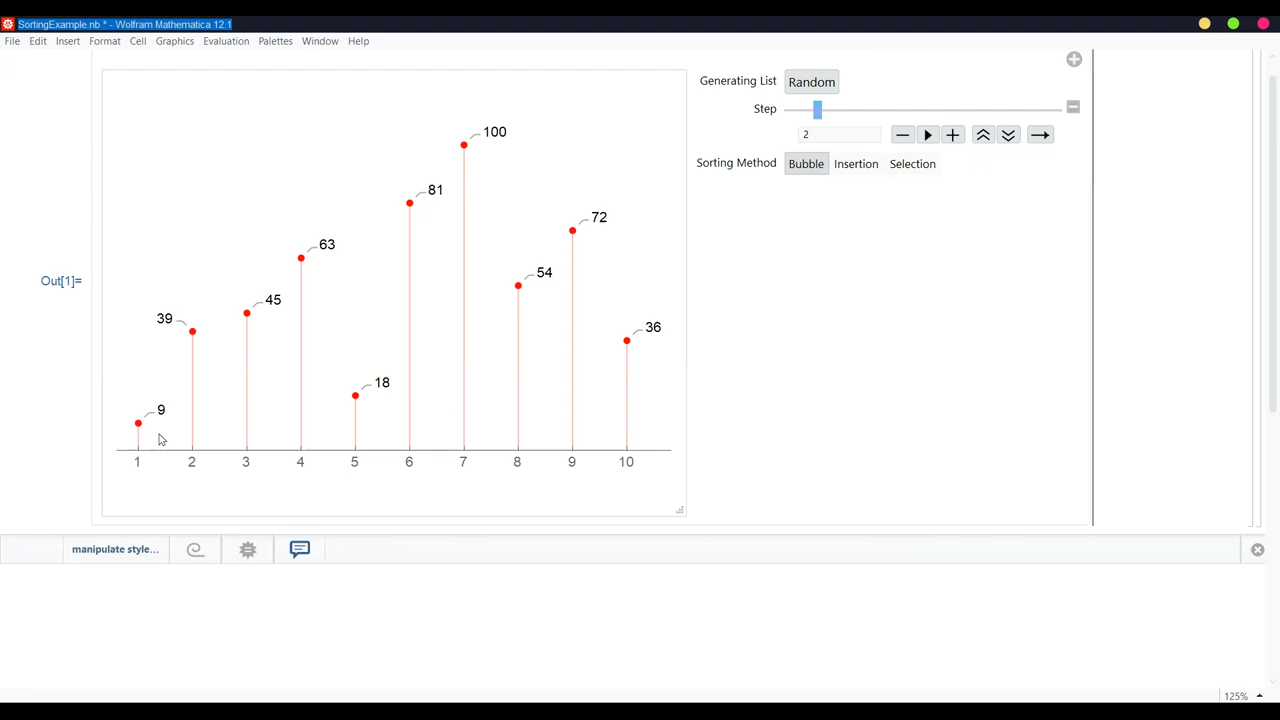 SortingExample.nb * - Wolfram Mathematica 12.1
File Edit Insert Format Cell Graphics Evaluation Palettes Window Help
Generating List Random
Step
2
Sorting Method Bubble Insertion Selection
Out[1]=
100
81
72
63
54
45
39
36
18
9
1 2 3 4 5 6 7 8 9 10
manipulate style...
125%